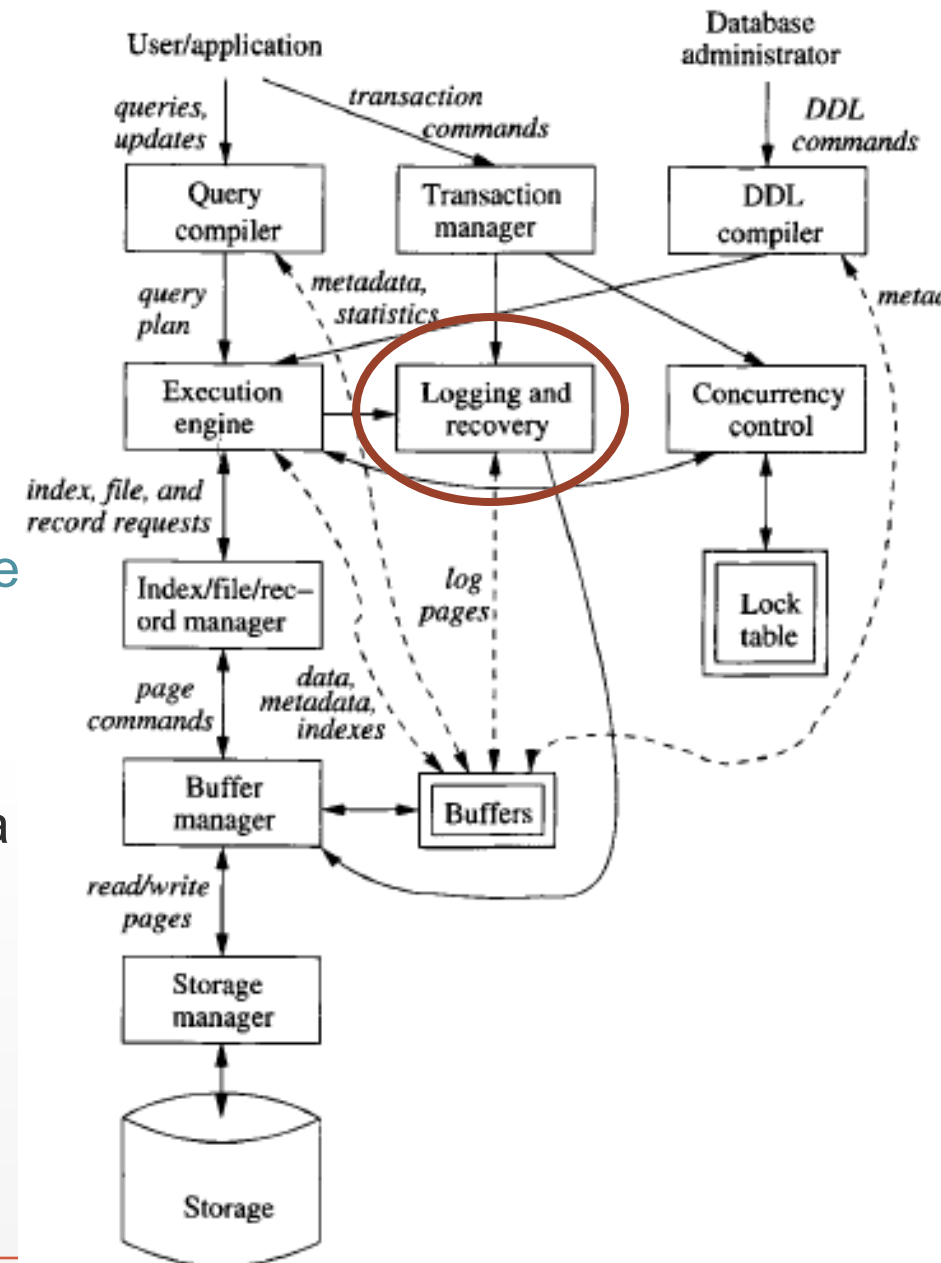 User/application
Database
administrator
queries,
updates
transaction
commands
DDL
commands
Query
compiler
Transaction
manager
DDL
compiler
query
plan
metadata,
statistics
metad
Execution
engine
Logging and
recovery
Concurrency
control
index, file, and
record requests
e
Index/file/rec-
ord manager
log
pages
Lock
table
page
commands
data,
metadata,
indexes
Buffer
manager
Buffers
a
read/write
pages
Storage
manager
Storage